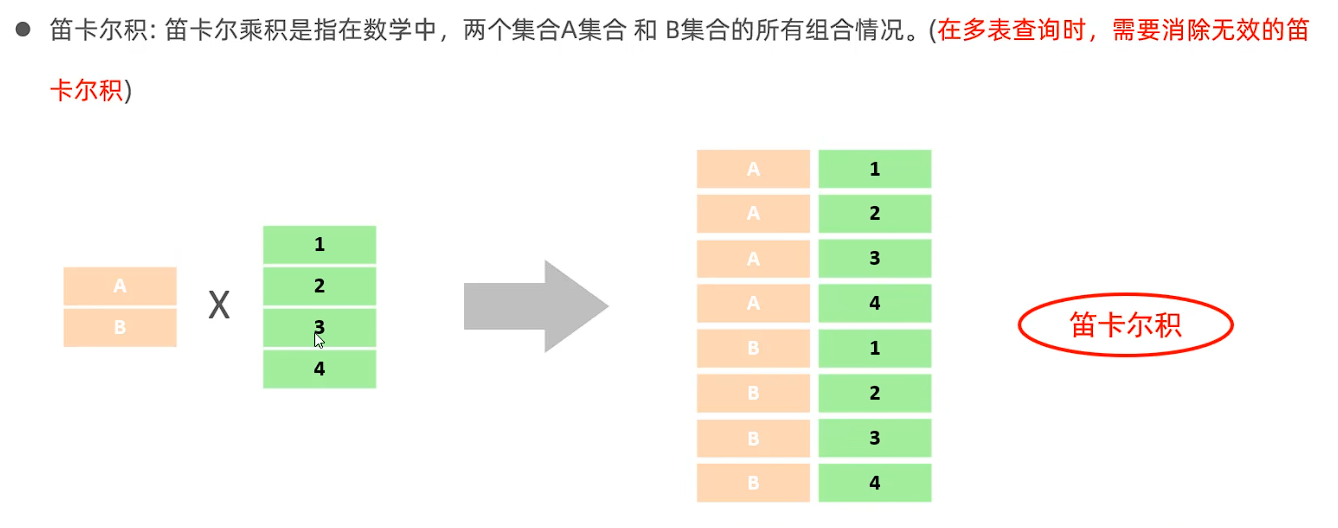 ● 笛卡尔积: 笛卡尔乘积是指在数学中，两个集合A集合 和 B集合的所有组合情况。(在多表查询时，需要消除无效的笛
卡尔积)
A
B
X
1
2
3
4
A 1
A 2
A 3
A 4
B 1
B 2
B 3
B 4
笛卡尔积